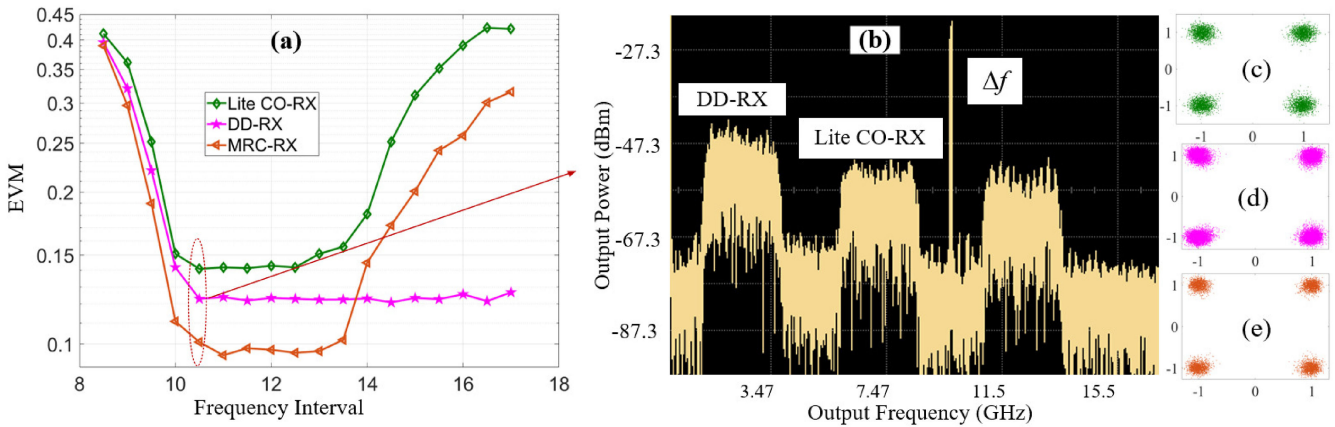 (a)
0.45
0.4
0.35
0.3
0.25
0.2
0.15
0.1
EVM
Lite CO-RX
DD-RX
MRC-RX
8 10 12 14 16 18
Frequency Interval
(b)
-27.3
-47.3
-67.3
-87.3
Output Power (dBm)
DD-RX
Lite CO-RX
Δf
3.47 7.47 11.5 15.5
Output Frequency (GHz)
1
0
-1
(c)
-1 0 1
1
0
-1
(d)
-1 0 1
1
0
-1
(e)
-1 0 1